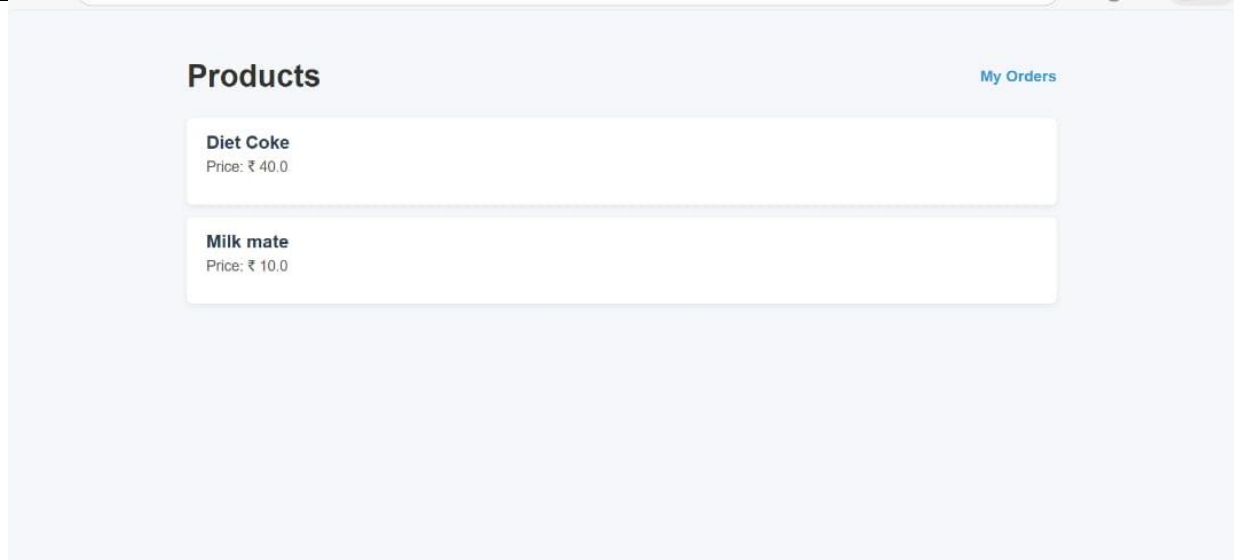 Products
My Orders
Diet Coke
Price: ₹ 40.0
Milk mate
Price: ₹ 10.0